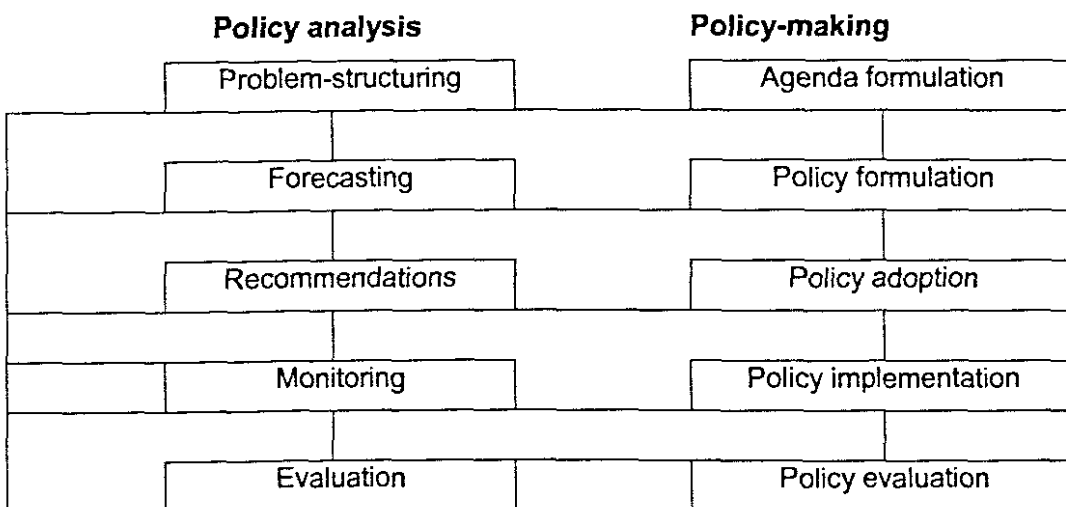 Policy analysis Policy-making
Problem-structuring Agenda formulation
Forecasting Policy formulation
Recommendations Policy adoption
Monitoring Policy implementation
Evaluation Policy evaluation